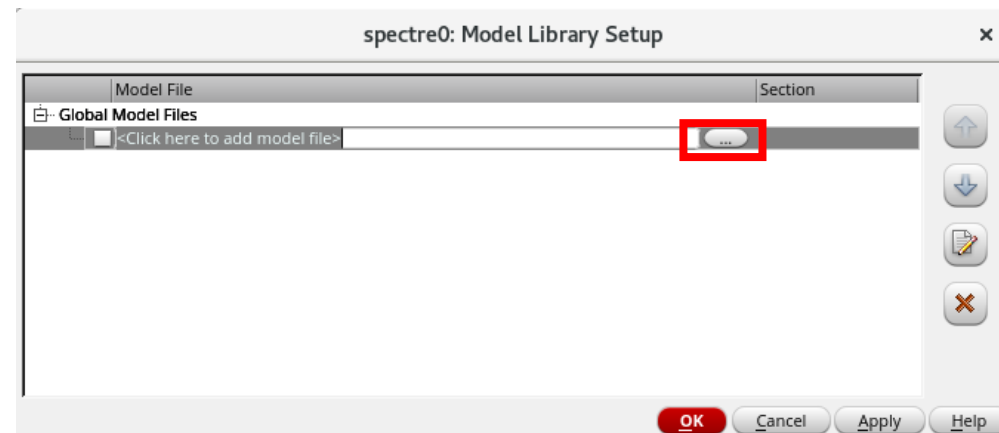 spectre0: Model Library Setup
Model File Section
Global Model Files
<Click here to add model file> ...
OK Cancel Apply Help